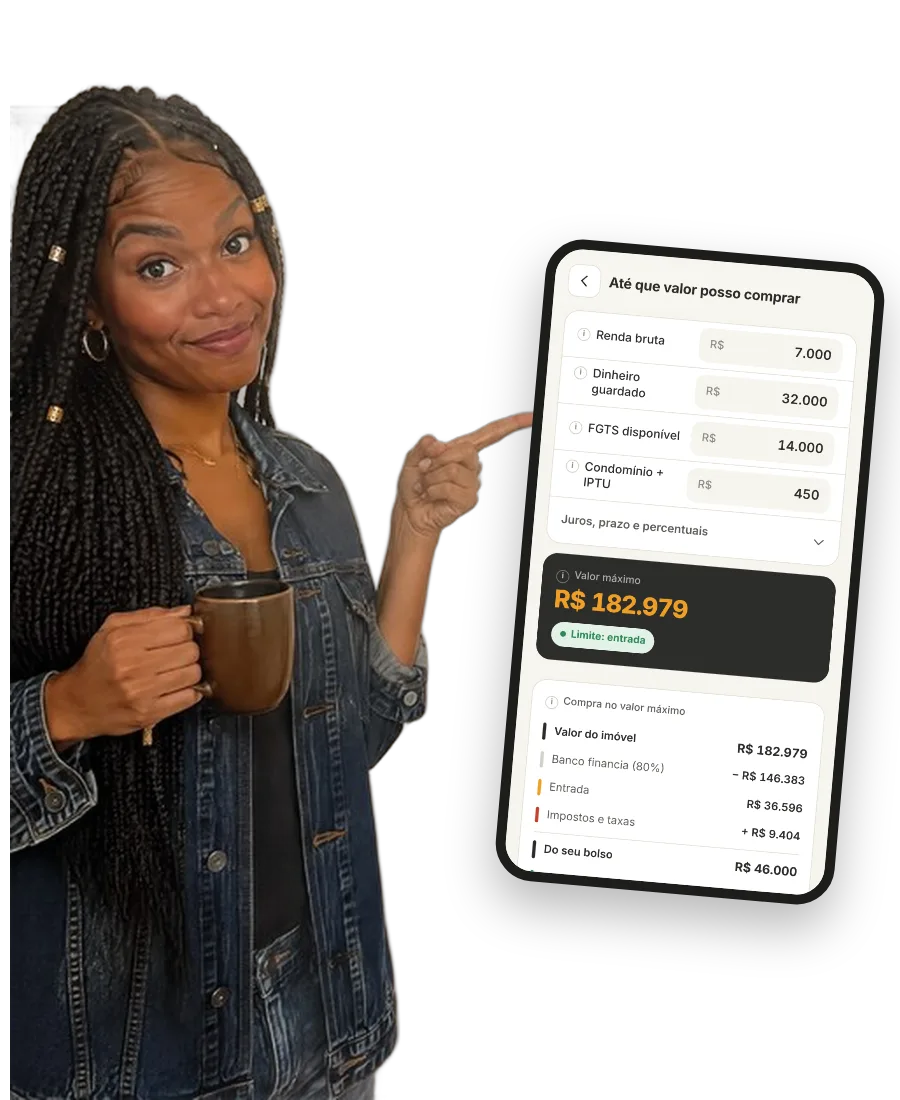 Até que valor posso comprar
Renda bruta R$ 7.000
Dinheiro
guardado R$ 32.000
FGTS disponível R$ 14.000
Condomínio +
IPTU R$ 450
Juros, prazo e percentuais
Valor máximo
R$ 182.979
Limite: entrada
Compra no valor máximo
Valor do imóvel R$ 182.979
Banco financia (80%) − R$ 146.383
Entrada R$ 36.596
Impostos e taxas + R$ 9.404
Do seu bolso R$ 46.000